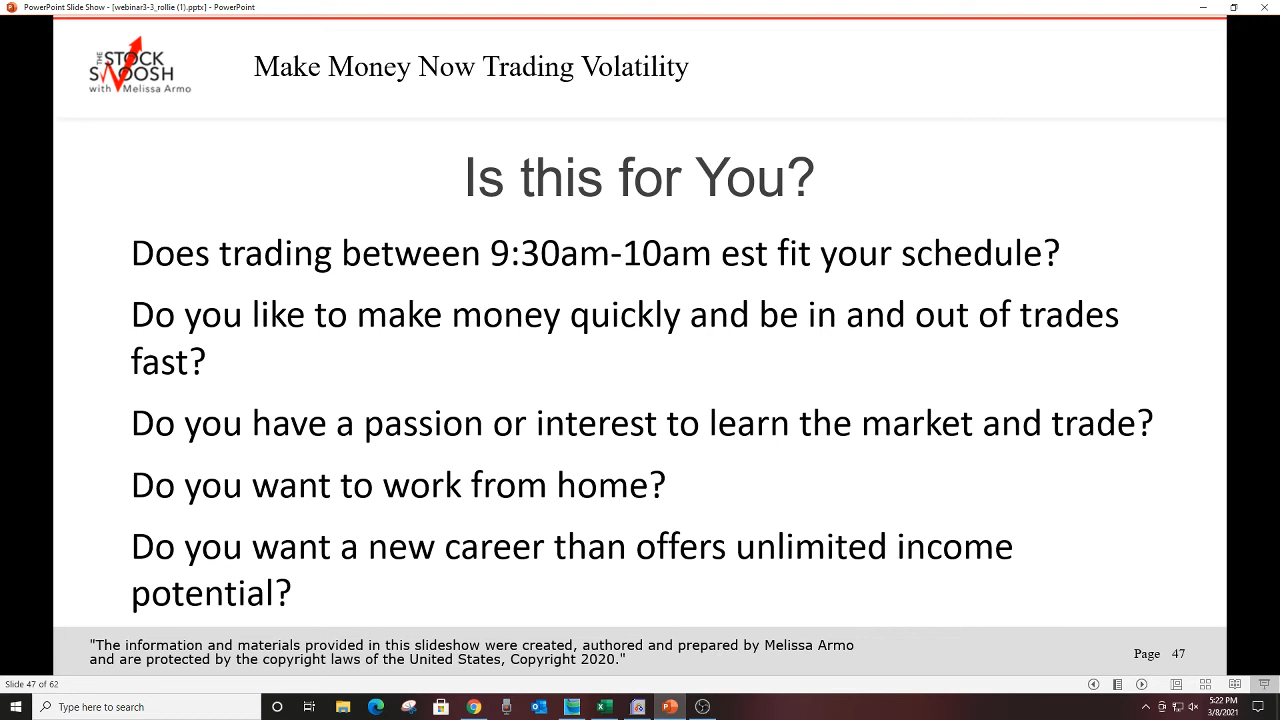 PowerPoint Slide Show - [webinar3-3_rollie (1).pptx] - PowerPoint
THE
STOCK
SWOOSH
with Melissa Armo
Make Money Now Trading Volatility
Is this for You?
Does trading between 9:30am-10am est fit your schedule?
Do you like to make money quickly and be in and out of trades
fast?
Do you have a passion or interest to learn the market and trade?
Do you want to work from home?
Do you want a new career than offers unlimited income
potential?
"The information and materials provided in this slideshow were created, authored and prepared by Melissa Armo
and are protected by the copyright laws of the United States, Copyright 2020."
Page 47
Slide 47 of 62
Type here to search
5:22 PM
3/8/2021